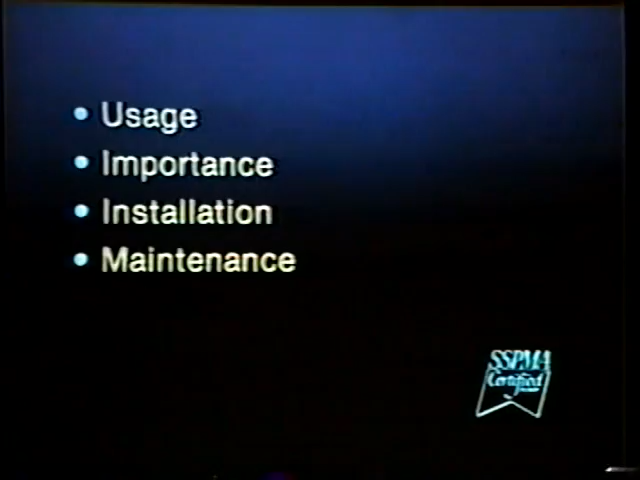 • Usage
• Importance
• Installation
• Maintenance
SSPMA
Certified